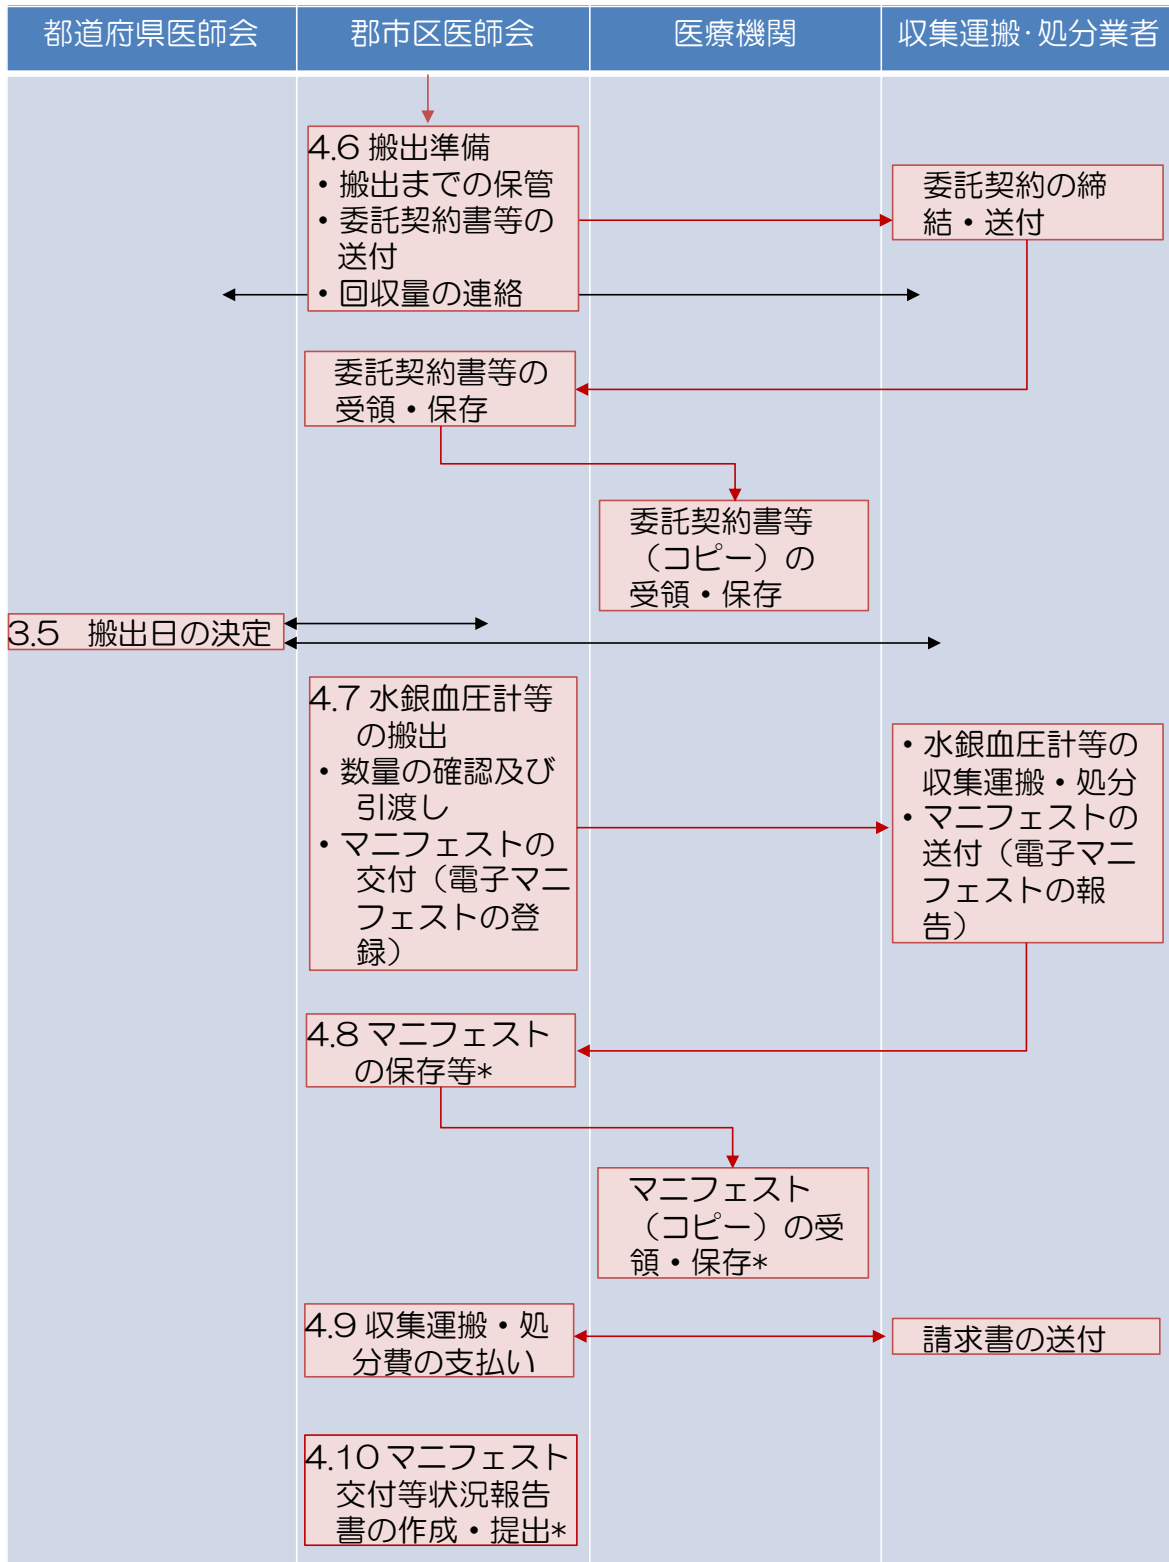 都道府県医師会
郡市区医師会
医療機関
収集運搬・処分業者
4.6 搬出準備
・搬出までの保管
・委託契約書等の
送付
・回収量の連絡
委託契約の締
結・送付
委託契約書等の
受領・保存
委託契約書等
（コピー）の
受領・保存
3.5　搬出日の決定
4.7 水銀血圧計等
の搬出
・数量の確認及び
引渡し
・マニフェストの
交付（電子マニ
フェストの登
録）
・水銀血圧計等の
収集運搬・処分
・マニフェストの
送付（電子マニ
フェストの報
告）
4.8 マニフェスト
の保存等*
マニフェスト
（コピー）の受
領・保存*
4.9 収集運搬・処
分費の支払い
請求書の送付
4.10 マニフェスト
交付等状況報告
書の作成・提出*